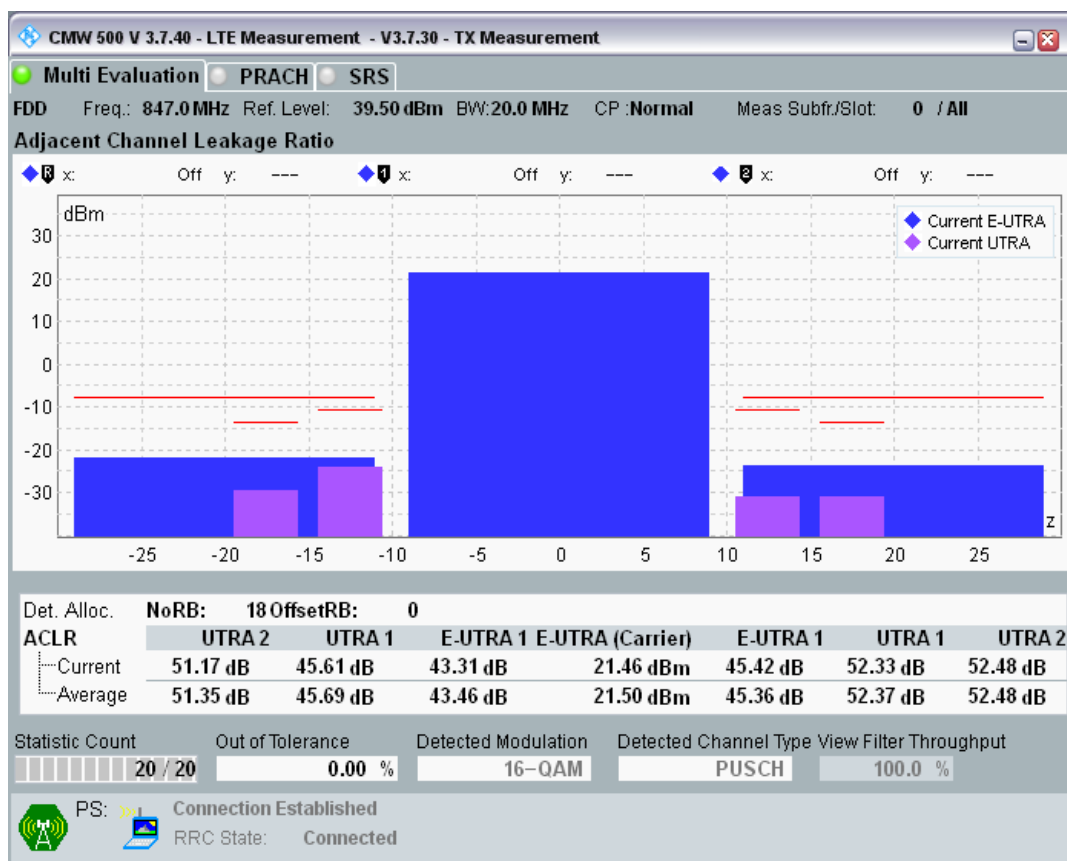 CMW 500 V 3.7.40 - LTE Measurement - V3.7.30 - TX Measurement
Multi Evaluation PRACH SRS
FDD Freq.: 847.0 MHz Ref. Level: 39.50 dBm BW:20.0 MHz CP :Normal Meas Subfr./Slot: 0 / All
Adjacent Channel Leakage Ratio
R x: Off y: --- 1 x: Off y: --- 2 x: Off y: ---
dBm
Current E-UTRA
Current UTRA
30
20
10
0
-10
-20
-30
z
-25 -20 -15 -10 -5 0 5 10 15 20 25
Det. Alloc. NoRB: 18 OffsetRB: 0
ACLR UTRA 2 UTRA 1 E-UTRA 1 E-UTRA (Carrier) E-UTRA 1 UTRA 1 UTRA 2
Current 51.17 dB 45.61 dB 43.31 dB 21.46 dBm 45.42 dB 52.33 dB 52.48 dB
Average 51.35 dB 45.69 dB 43.46 dB 21.50 dBm 45.36 dB 52.37 dB 52.48 dB
Statistic Count Out of Tolerance Detected Modulation Detected Channel Type View Filter Throughput
20 / 20 0.00 % 16-QAM PUSCH 100.0 %
PS: Connection Established
RRC State: Connected